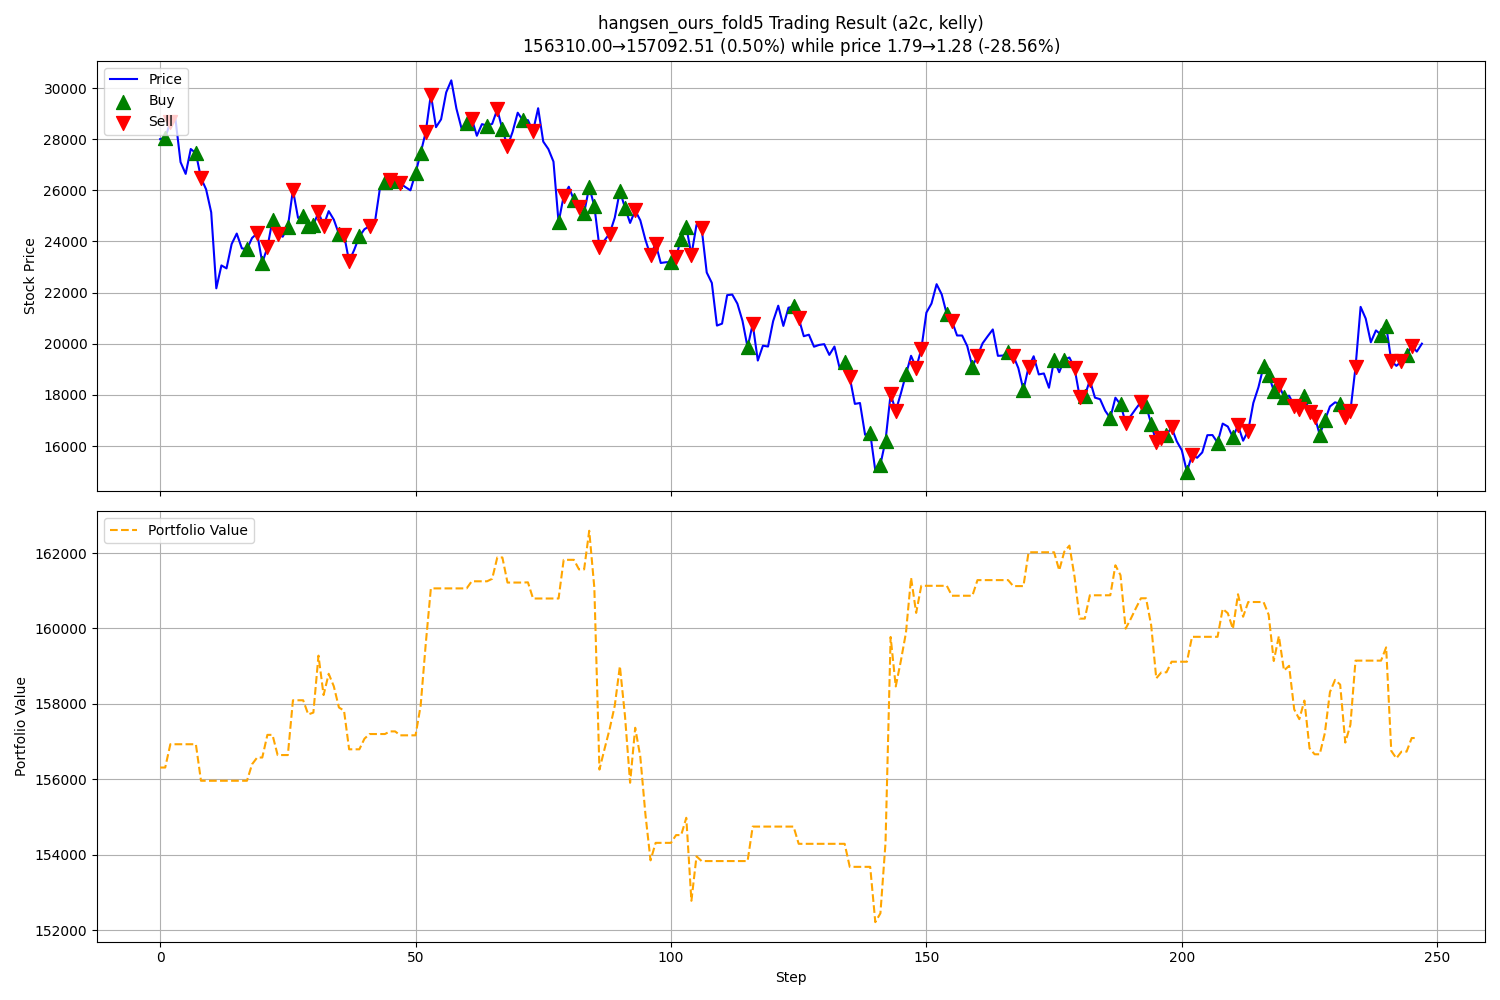 hangsen_ours_fold5 Trading Result (a2c, kelly)
156310.00→157092.51 (0.50%) while price 1.79→1.28 (-28.56%)
Price
Buy
Sell
Stock Price
30000
28000
26000
24000
22000
20000
18000
16000
Portfolio Value
Portfolio Value
162000
160000
158000
156000
154000
152000
0
50
100
150
200
250
Step